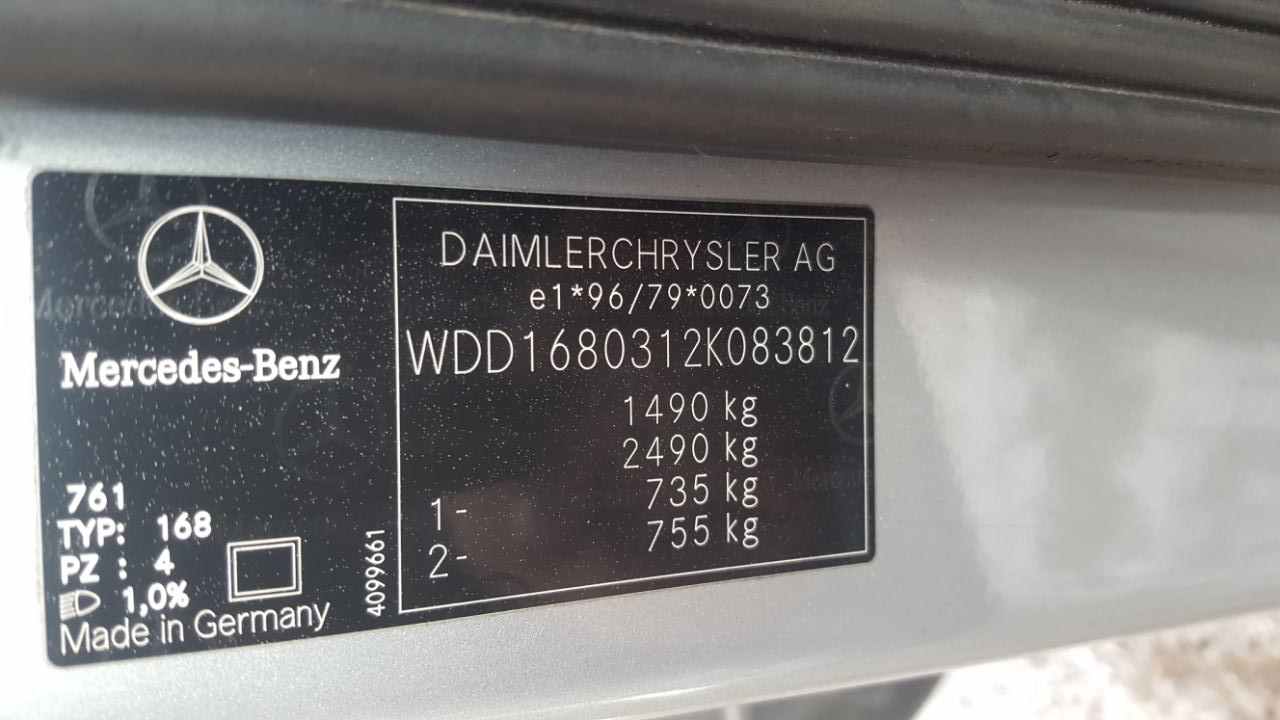 Mercedes-Benz
761
TYP: 168
PZ : 4
1,0%
Made in Germany
4099661
DAIMLERCHRYSLER AG
e1*96/79*0073
WDD1680312K083812
1490 kg
2490 kg
1- 735 kg
2- 755 kg